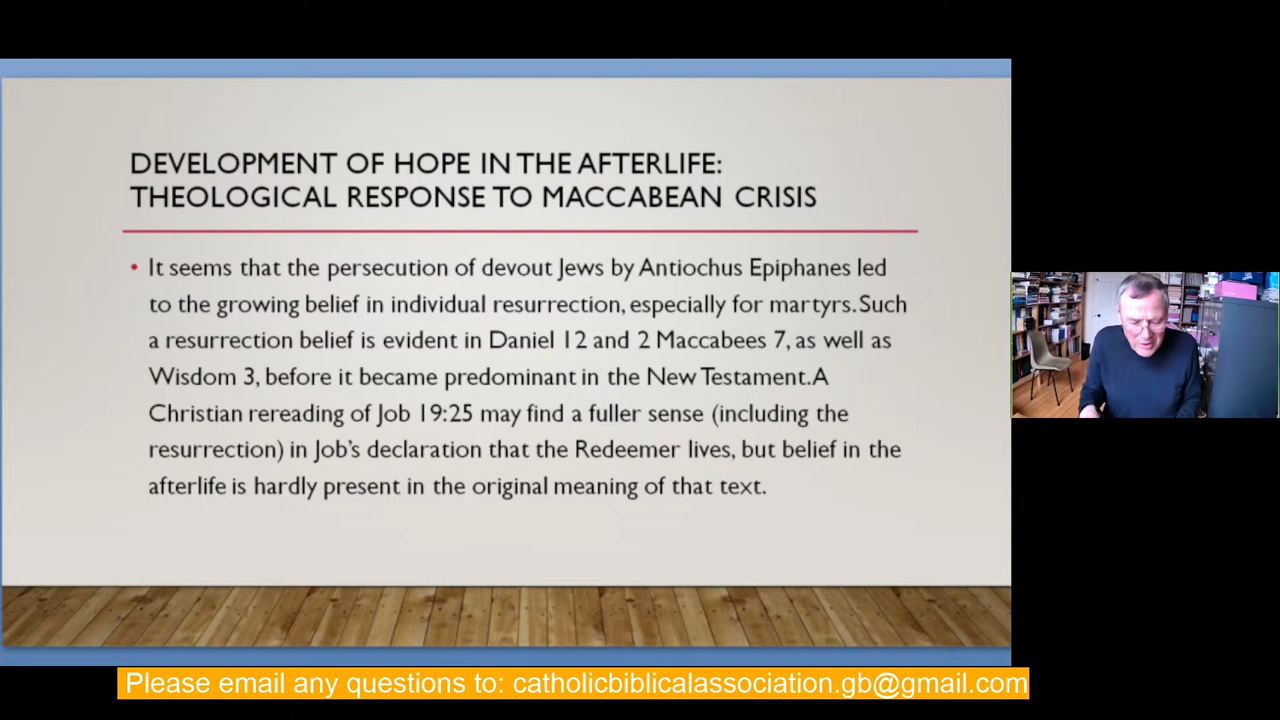 DEVELOPMENT OF HOPE IN THE AFTERLIFE:
THEOLOGICAL RESPONSE TO MACCABEAN CRISIS
• It seems that the persecution of devout Jews by Antiochus Epiphanes led
to the growing belief in individual resurrection, especially for martyrs. Such
a resurrection belief is evident in Daniel 12 and 2 Maccabees 7, as well as
Wisdom 3, before it became predominant in the New Testament. A
Christian rereading of Job 19:25 may find a fuller sense (including the
resurrection) in Job's declaration that the Redeemer lives, but belief in the
afterlife is hardly present in the original meaning of that text.
Please email any questions to: catholicbiblicalassociation.gb@gmail.com